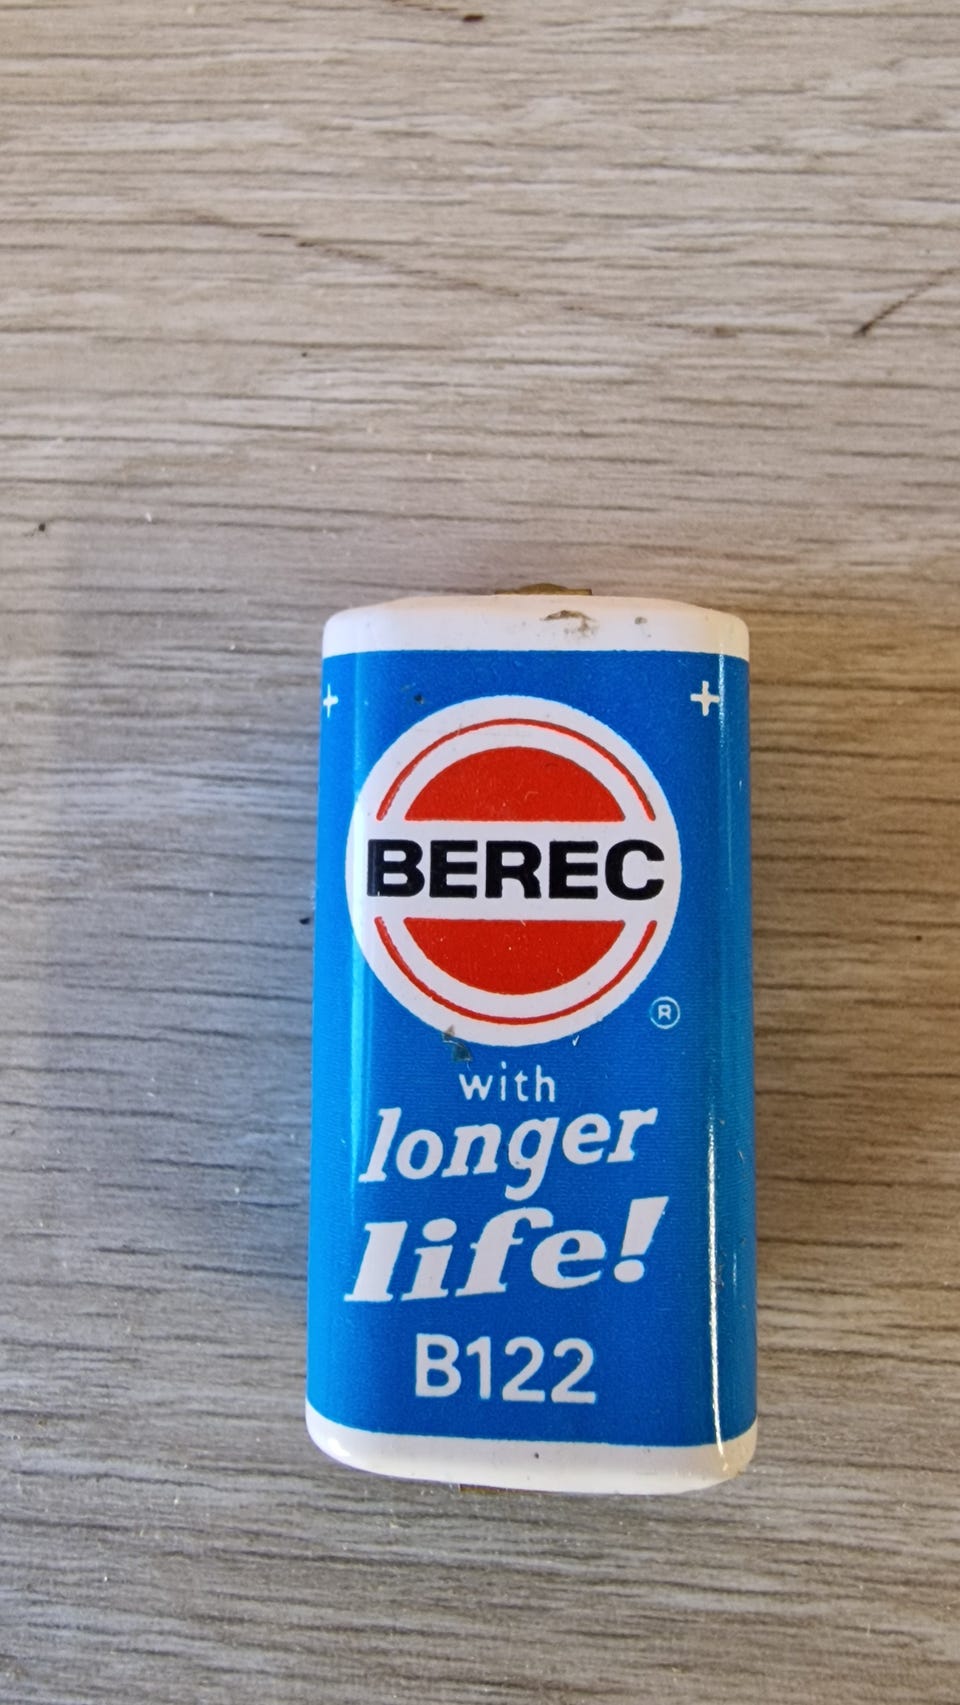 + +
BEREC
®
with
longer
life!
B122